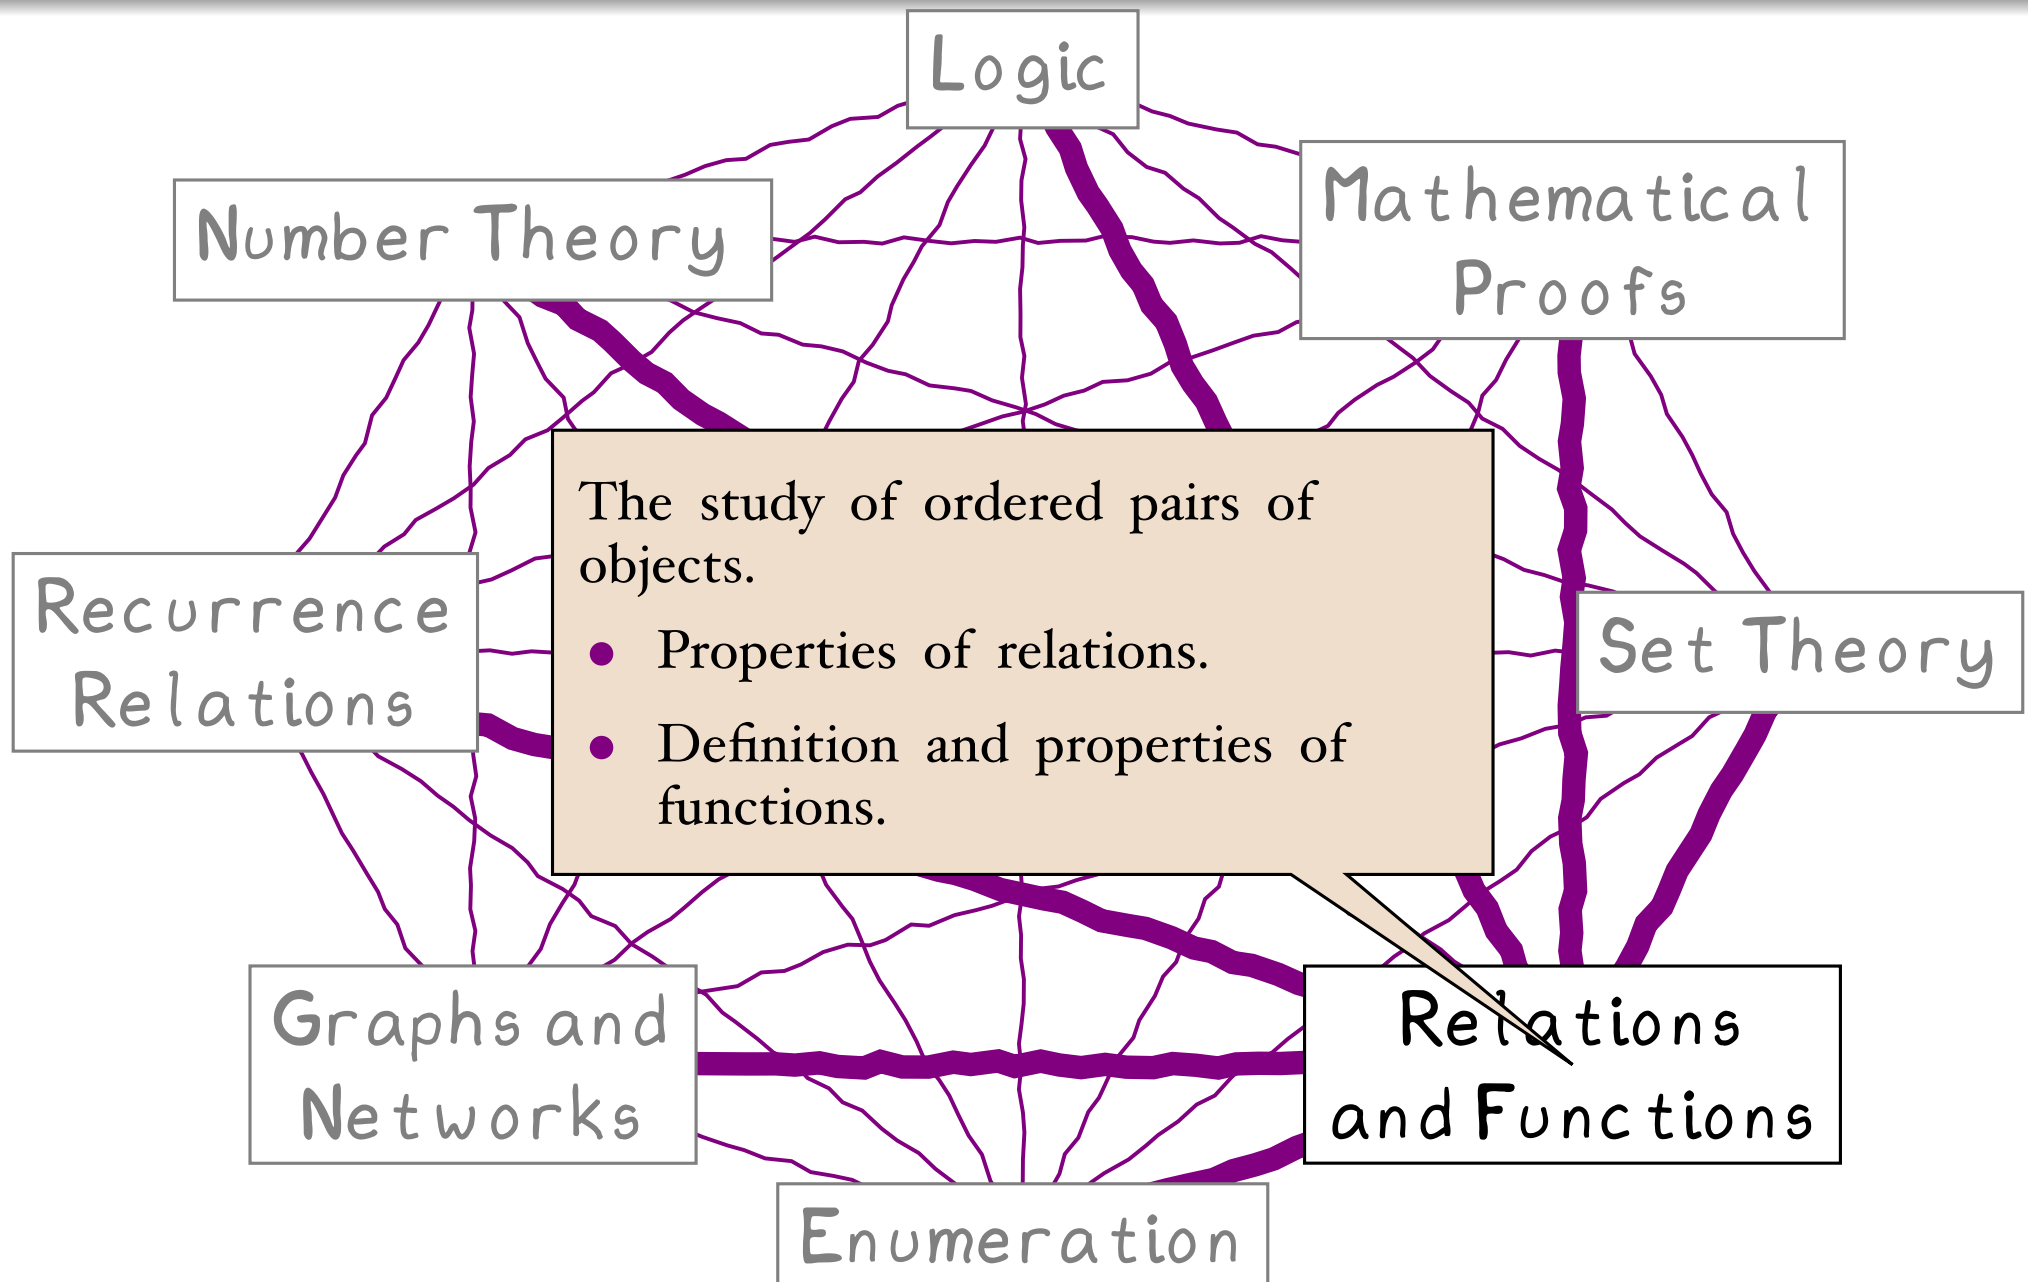 Logic
Mathematical
Proofs
Number Theory
The study of ordered pairs of
objects.
• Properties of relations.
• Definition and properties of
functions.
Recurrence
Relations
Set Theory
Graphs and
Networks
Relations
and Functions
Enumeration